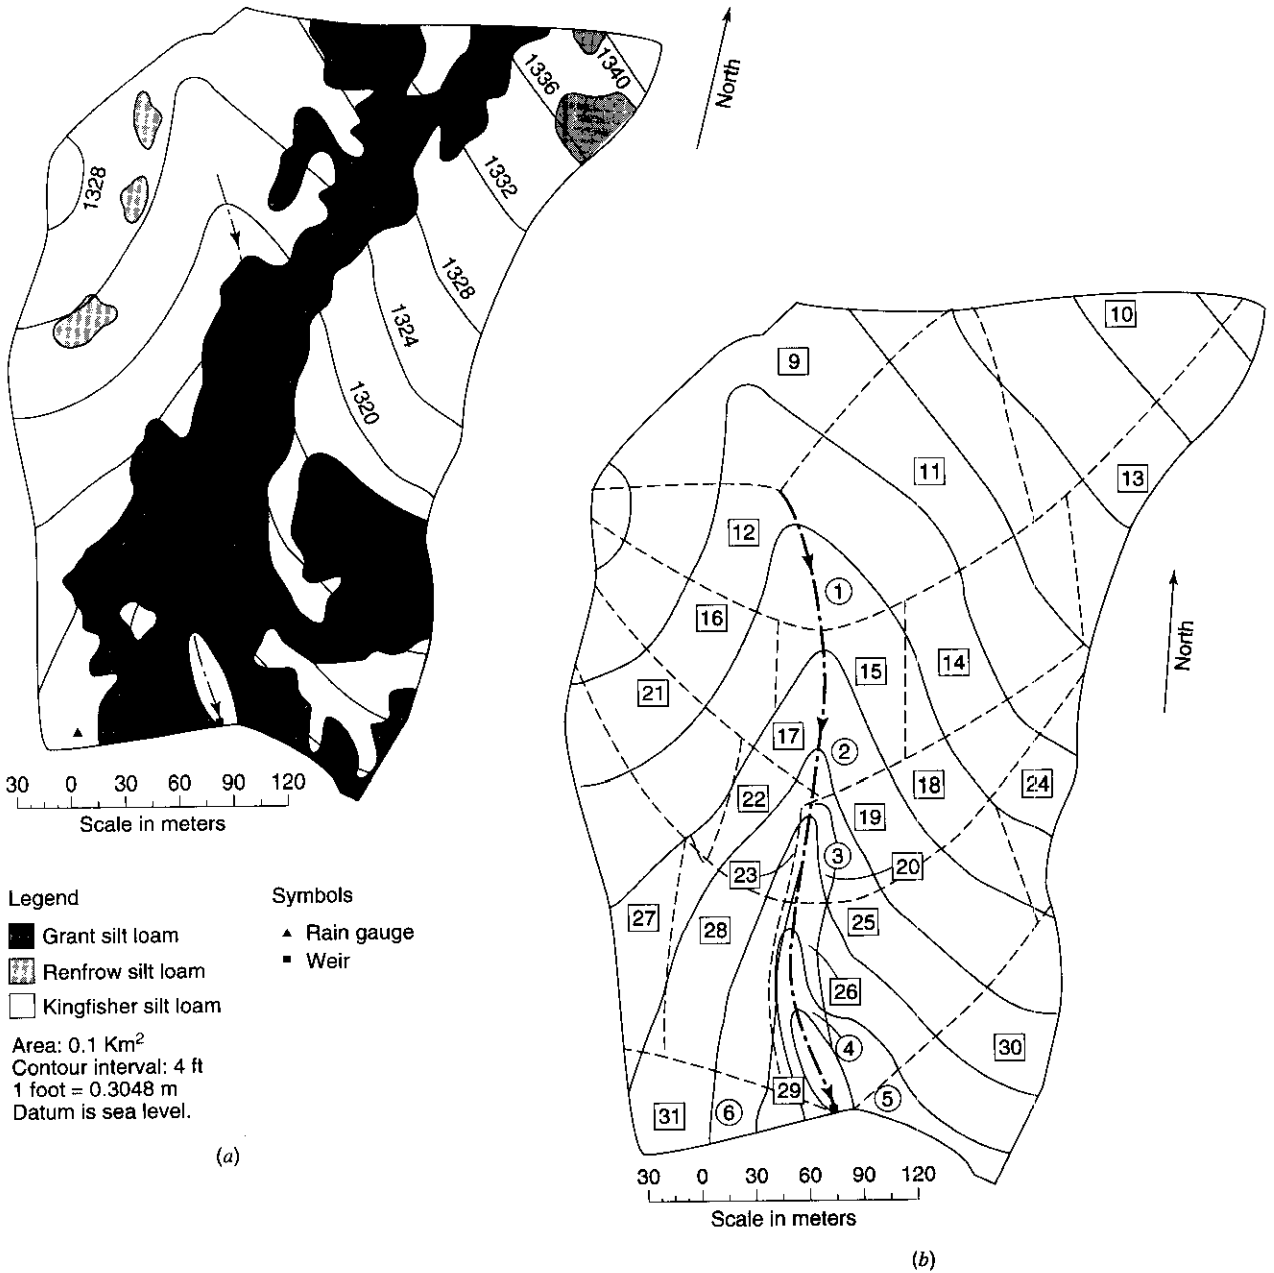 1340
1336
North
1332
1328
1328
1324
1320
30 0 30 60 90 120
Scale in meters
Legend
Grant silt loam
Renfrow silt loam
Kingfisher silt loam
Area: 0.1 Km²
Contour interval: 4 ft
1 foot = 0.3048 m
Datum is sea level.
Symbols
Rain gauge
Weir
(a)
10
9
11
13
12
1
16
North
15
14
21
17
2
22
18
24
19
3
20
23
27
28
25
26
4
30
29
5
31
6
30 0 30 60 90 120
Scale in meters
(b)